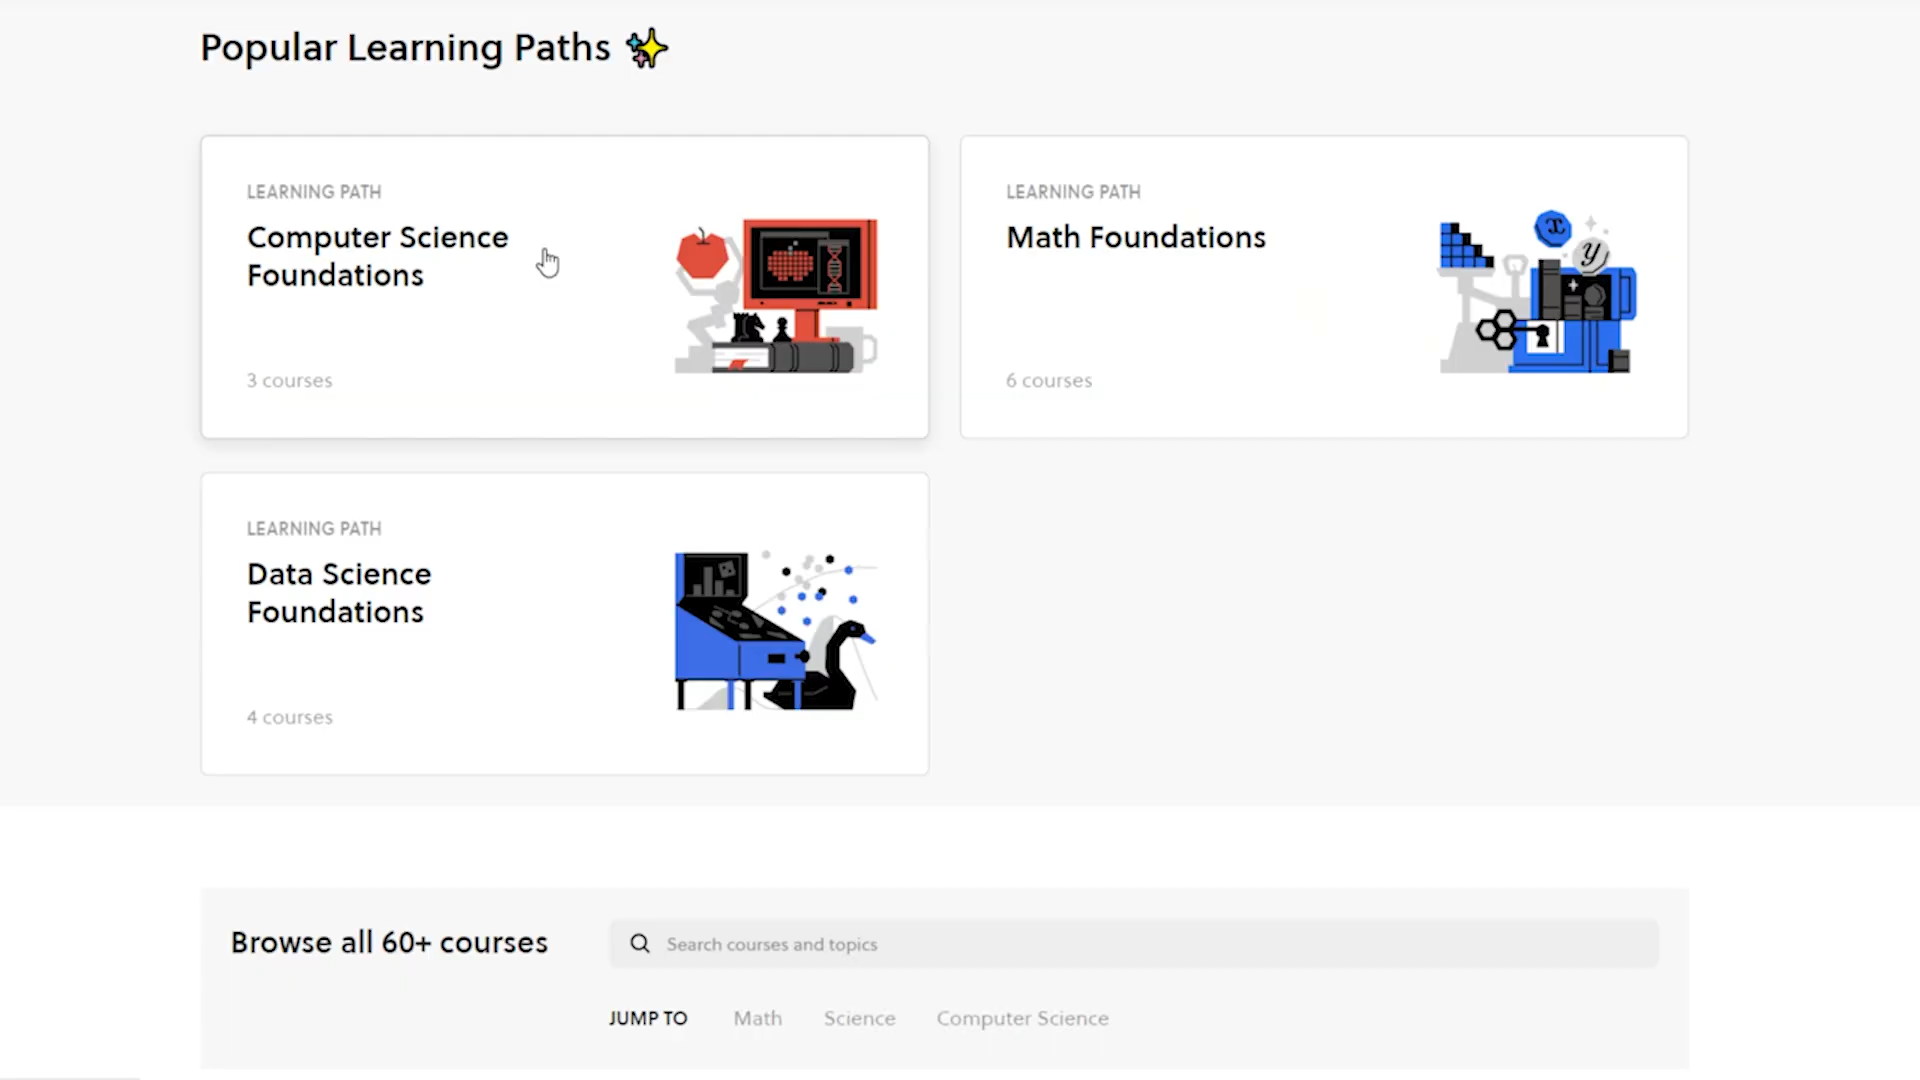 Popular Learning Paths
LEARNING PATH
Computer Science
Foundations
3 courses
LEARNING PATH
Math Foundations
x
y
6 courses
LEARNING PATH
Data Science
Foundations
4 courses
Browse all 60+ courses
Search courses and topics
JUMP TO Math Science Computer Science